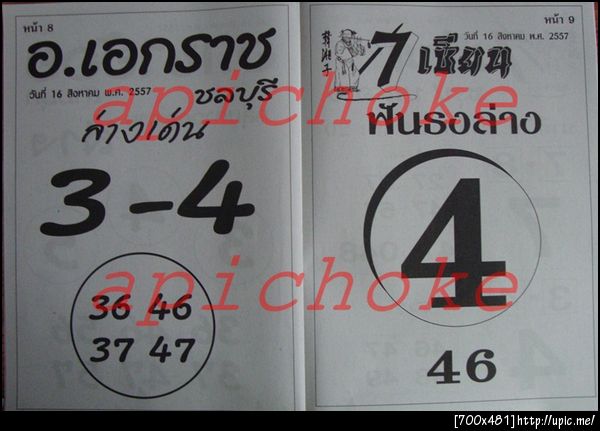 หน้า 8
อ.เอกราช
วันที่ 16 สิงหาคม พ.ศ. 2557 ชลบุรี
ล่างเด่น
3-4
36 46
37 47
หน้า 9
วันที่ 16 สิงหาคม พ.ศ. 2557
7 เซียน
ฟันธงล่าง
4
46
apichoke
apichoke
[700x481]http://upic.me/